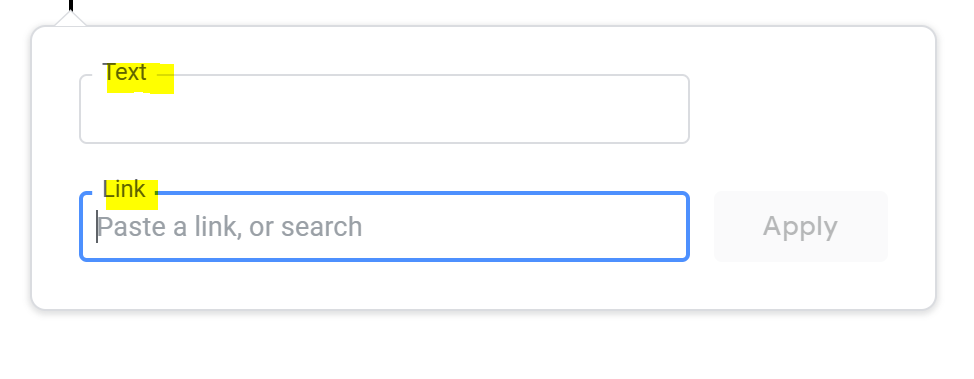 Text
Link
Paste a link, or search
Apply